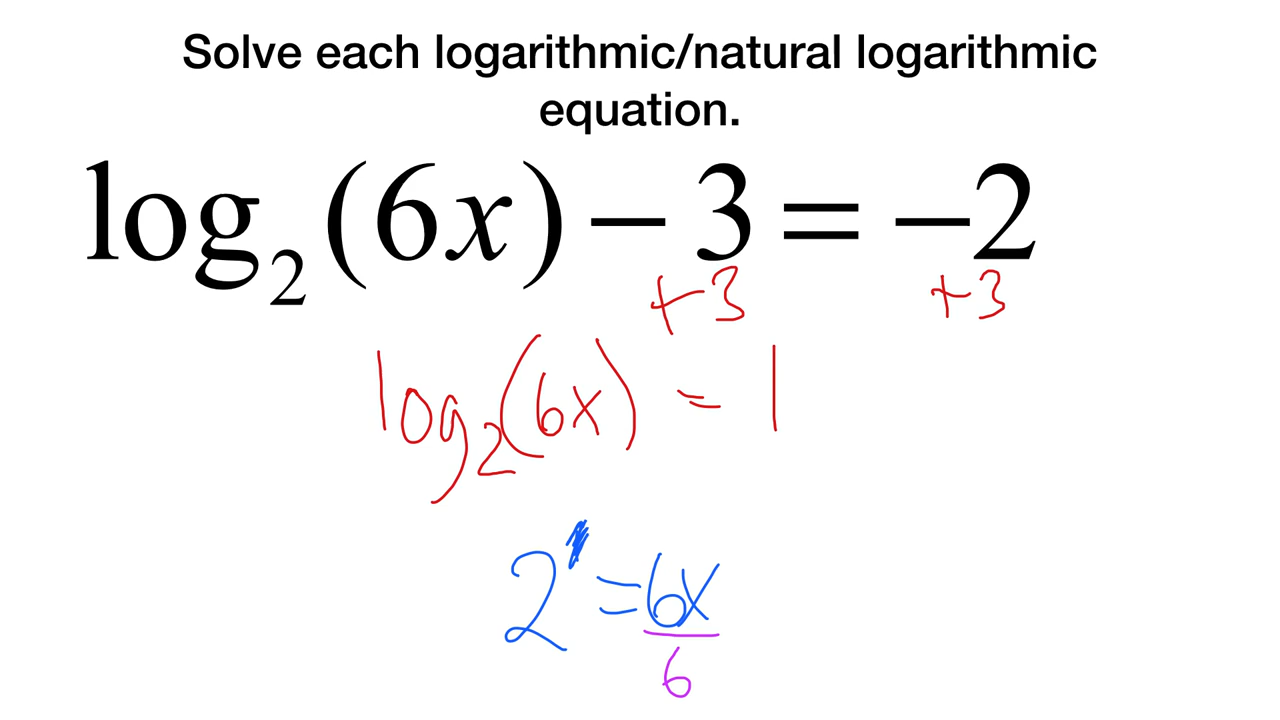 Solve each logarithmic/natural logarithmic
equation.
log₂(6x) − 3 = −2
+3 +3
log₂(6x) = 1
2¹ = 6x
6